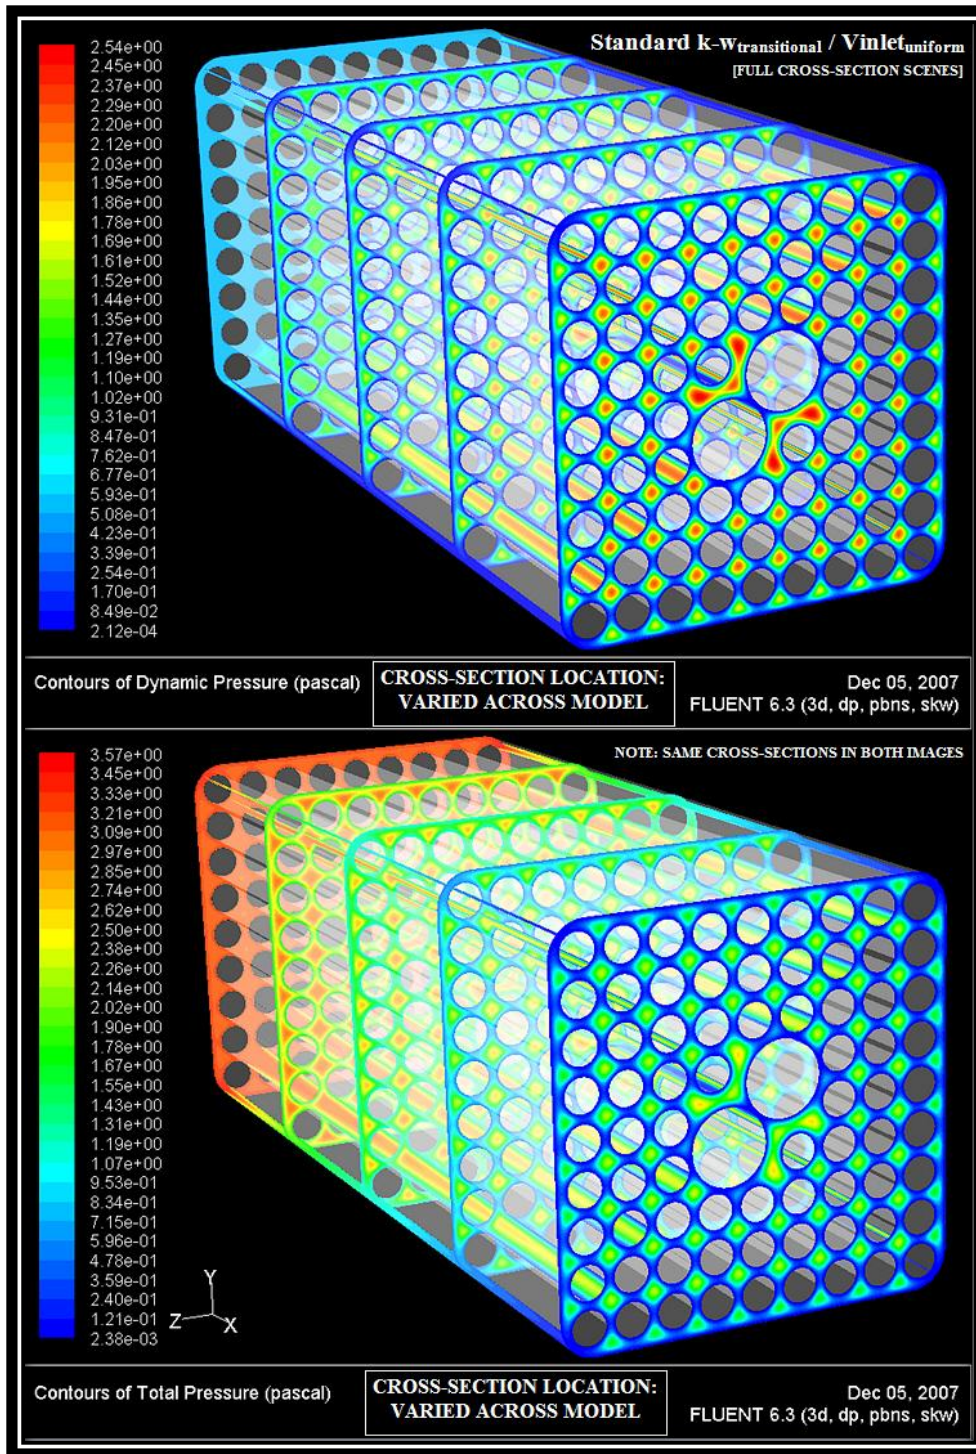 Standard k-wtransitional / Vinletuniform
[FULL CROSS-SECTION SCENES]
2.54e+00
2.45e+00
2.37e+00
2.29e+00
2.20e+00
2.12e+00
2.03e+00
1.95e+00
1.86e+00
1.78e+00
1.69e+00
1.61e+00
1.52e+00
1.44e+00
1.35e+00
1.27e+00
1.19e+00
1.10e+00
1.02e+00
9.31e-01
8.47e-01
7.62e-01
6.77e-01
5.93e-01
5.08e-01
4.23e-01
3.39e-01
2.54e-01
1.70e-01
8.49e-02
2.12e-04
Contours of Dynamic Pressure (pascal)
CROSS-SECTION LOCATION:
VARIED ACROSS MODEL
Dec 05, 2007
FLUENT 6.3 (3d, dp, pbns, skw)
NOTE: SAME CROSS-SECTIONS IN BOTH IMAGES
3.57e+00
3.45e+00
3.33e+00
3.21e+00
3.09e+00
2.97e+00
2.85e+00
2.74e+00
2.62e+00
2.50e+00
2.38e+00
2.26e+00
2.14e+00
2.02e+00
1.90e+00
1.78e+00
1.67e+00
1.55e+00
1.43e+00
1.31e+00
1.19e+00
1.07e+00
9.53e-01
8.34e-01
7.15e-01
5.96e-01
4.78e-01
3.59e-01
2.40e-01
1.21e-01
2.38e-03
Y
Z
X
Contours of Total Pressure (pascal)
CROSS-SECTION LOCATION:
VARIED ACROSS MODEL
Dec 05, 2007
FLUENT 6.3 (3d, dp, pbns, skw)